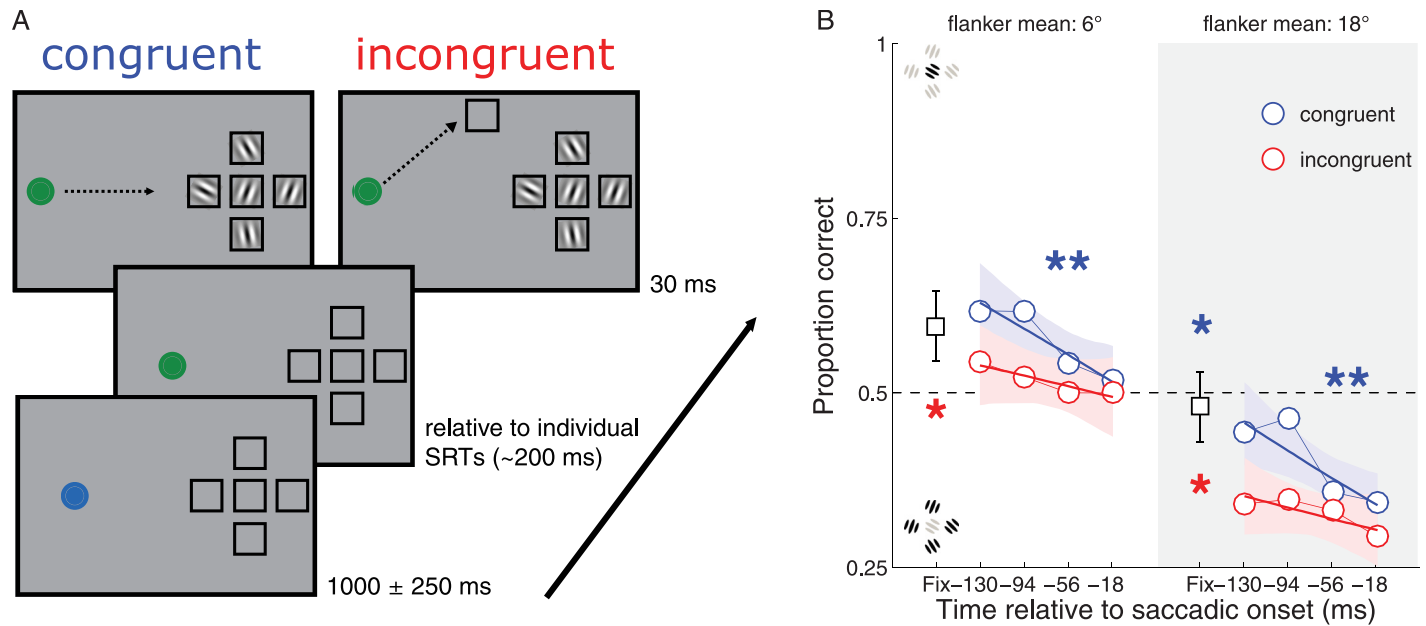 A
congruent
incongruent
30 ms
relative to individual
SRTs (~200 ms)
1000 ± 250 ms
B
flanker mean: 6°
flanker mean: 18°
1
0.75
0.5
0.25
Proportion correct
congruent
incongruent
**
*
*
**
*
Fix –130 –94 –56 –18
Fix –130 –94 –56 –18
Time relative to saccadic onset (ms)